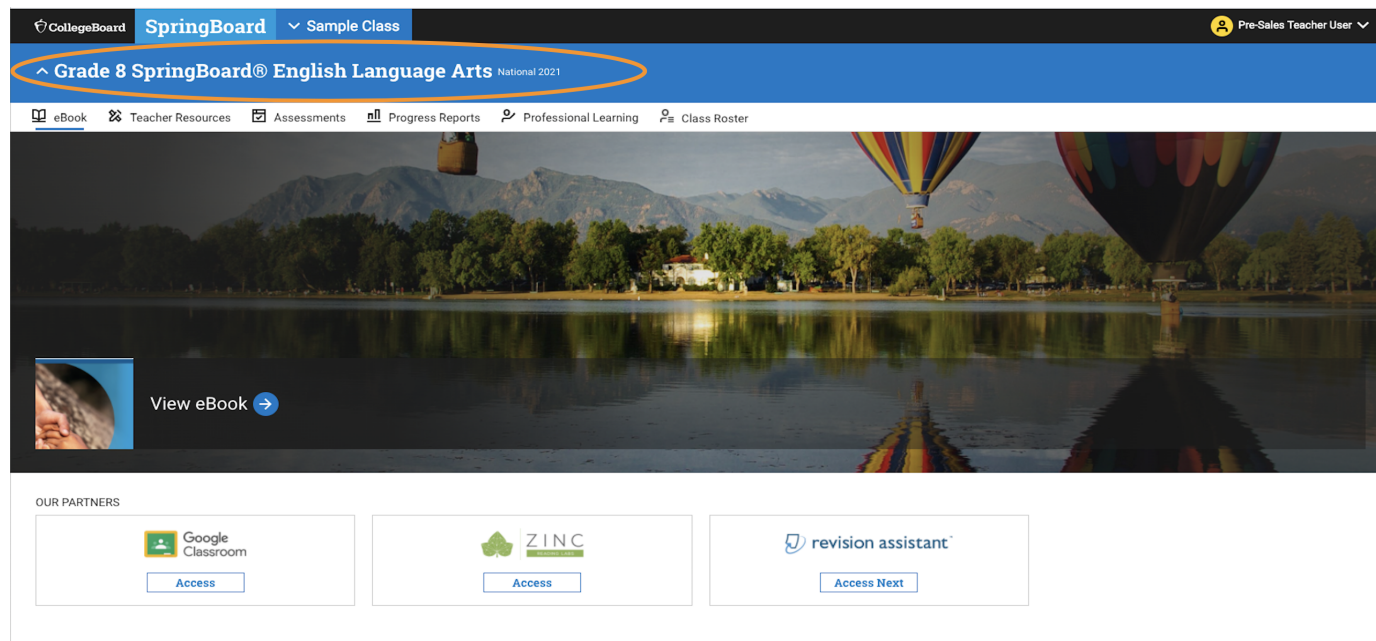 CollegeBoard SpringBoard Sample Class Pre-Sales Teacher User
Grade 8 SpringBoard® English Language Arts National 2021
eBook Teacher Resources Assessments Progress Reports Professional Learning Class Roster
View eBook
OUR PARTNERS
Google
Classroom
ZINC
READING LABS
revision assistant
Access Access Access Next